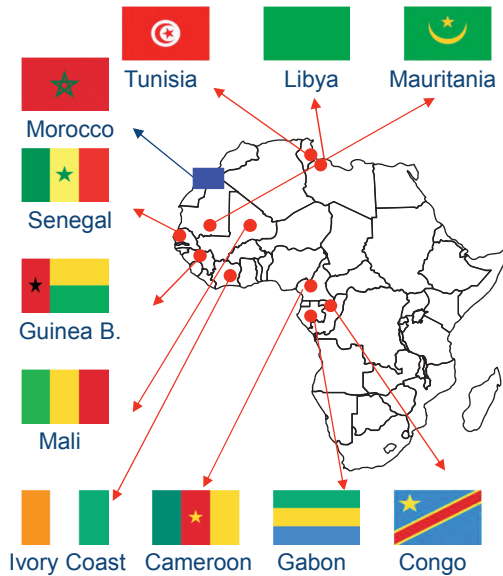 Tunisia
Libya
Mauritania
Morocco
Senegal
Guinea B.
Mali
Ivory Coast
Cameroon
Gabon
Congo